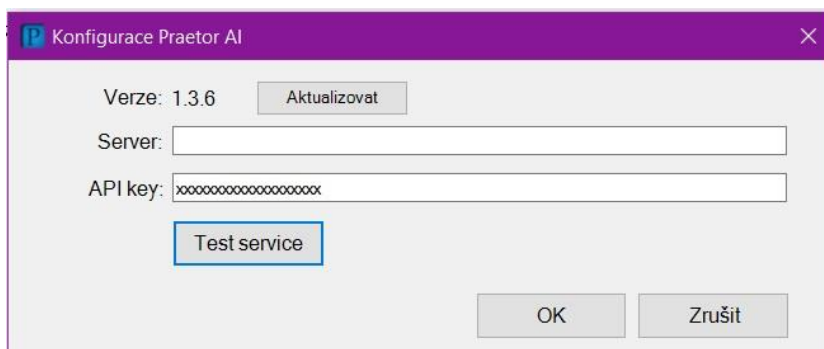 Konfigurace Praetor AI
Verze: 1.3.6 Aktualizovat
Server:
API key: xxxxxxxxxxxxxxxxxxx
Test service
OK Zrušit